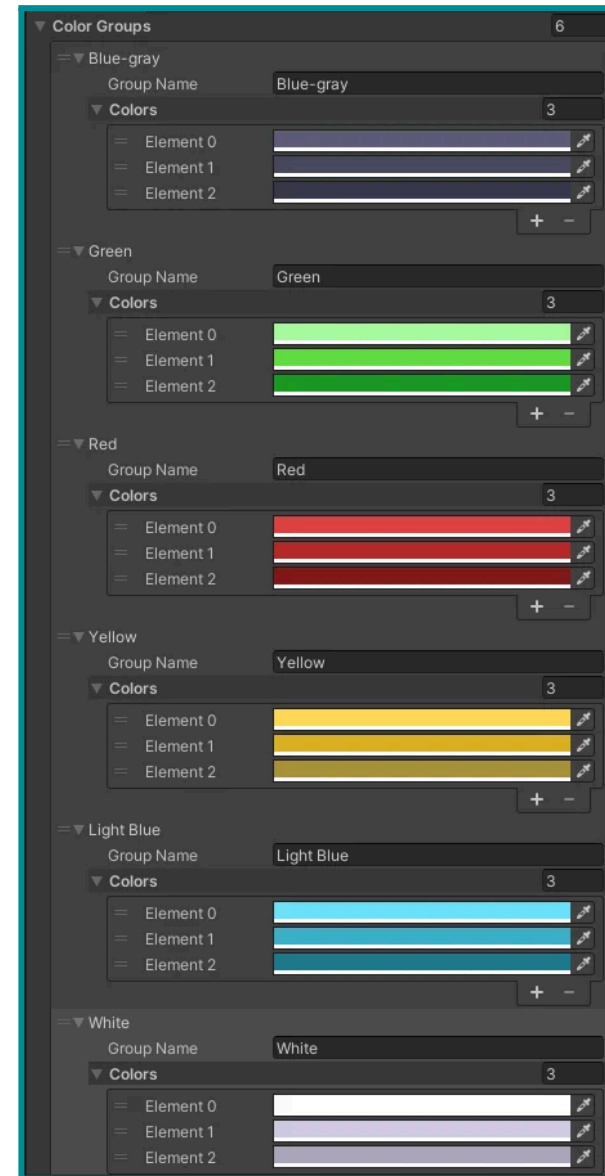 Color Groups 6
Blue-gray
Group Name Blue-gray
Colors 3
Element 0
Element 1
Element 2
+ −
Green
Group Name Green
Colors 3
Element 0
Element 1
Element 2
+ −
Red
Group Name Red
Colors 3
Element 0
Element 1
Element 2
+ −
Yellow
Group Name Yellow
Colors 3
Element 0
Element 1
Element 2
+ −
Light Blue
Group Name Light Blue
Colors 3
Element 0
Element 1
Element 2
+ −
White
Group Name White
Colors 3
Element 0
Element 1
Element 2